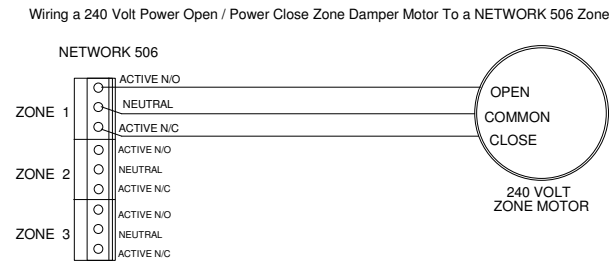 Wiring a 240 Volt Power Open / Power Close Zone Damper Motor To a NETWORK 506 Zone
NETWORK 506
ZONE 1
ACTIVE N/O
NEUTRAL
ACTIVE N/C
OPEN
COMMON
CLOSE
240 VOLT
ZONE MOTOR
ZONE 2
ACTIVE N/O
NEUTRAL
ACTIVE N/C
ZONE 3
ACTIVE N/O
NEUTRAL
ACTIVE N/C